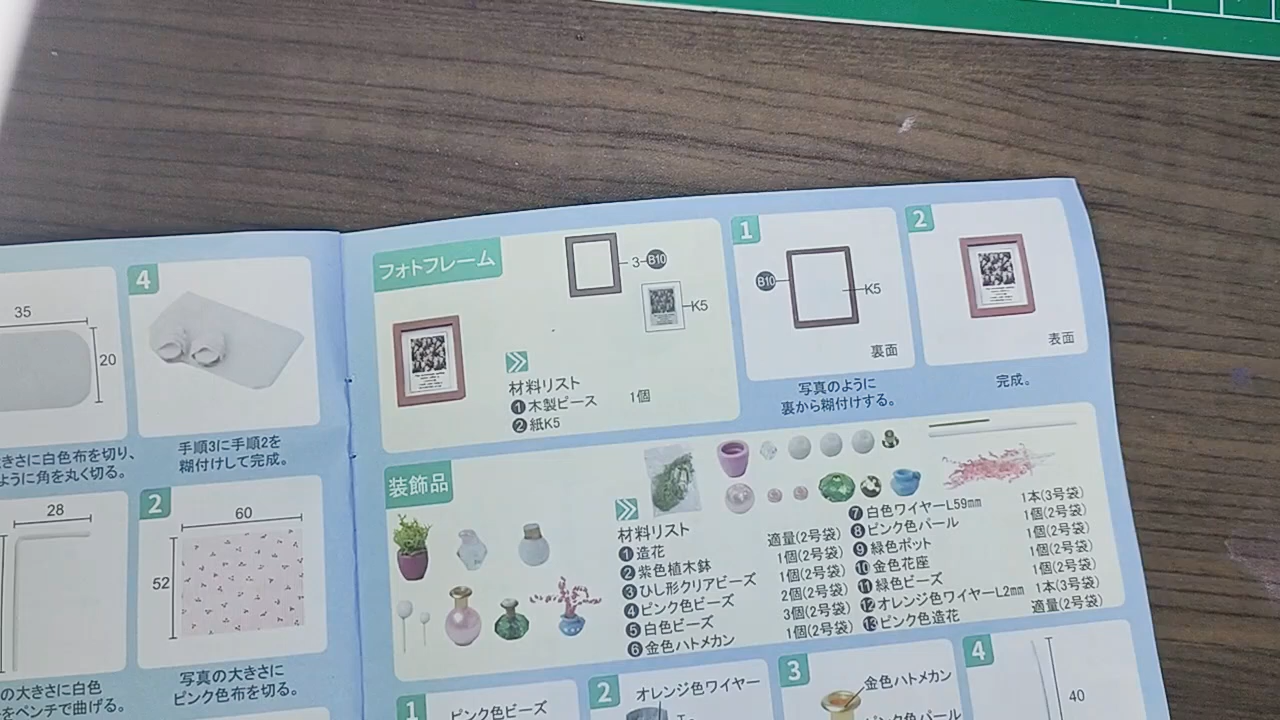 35
20
4
きさに白色布を切り、
ように角を丸く切る。
手順3に手順2を
糊付けして完成。
28
2
60
52
の大きさに白色
をペンチで曲げる。
写真の大きさに
ピンク色布を切る。
フォトフレーム
3 B10
K5
材料リスト
1 木製ピース 1個
2 紙K5
1
B10
K5
裏面
写真のように
裏から糊付けする。
2
表面
完成。
装飾品
材料リスト
1 造花 適量(2号袋)
2 紫色植木鉢 1個(2号袋)
3 ひし形クリアビーズ 1個(2号袋)
4 ピンク色ビーズ 2個(2号袋)
5 白色ビーズ 3個(2号袋)
6 金色ハトメカン 1個(2号袋)
7 白色ワイヤーL59mm 1本(3号袋)
8 ピンク色パール 1個(2号袋)
9 緑色ポット 1個(2号袋)
10 金色花座 1個(2号袋)
11 緑色ビーズ 1個(2号袋)
12 オレンジ色ワイヤーL2mm 1本(3号袋)
13 ピンク色造花 適量(2号袋)
1
ピンク色ビーズ
2
オレンジ色ワイヤー
3
金色ハトメカン
ピンク色パール
4
40